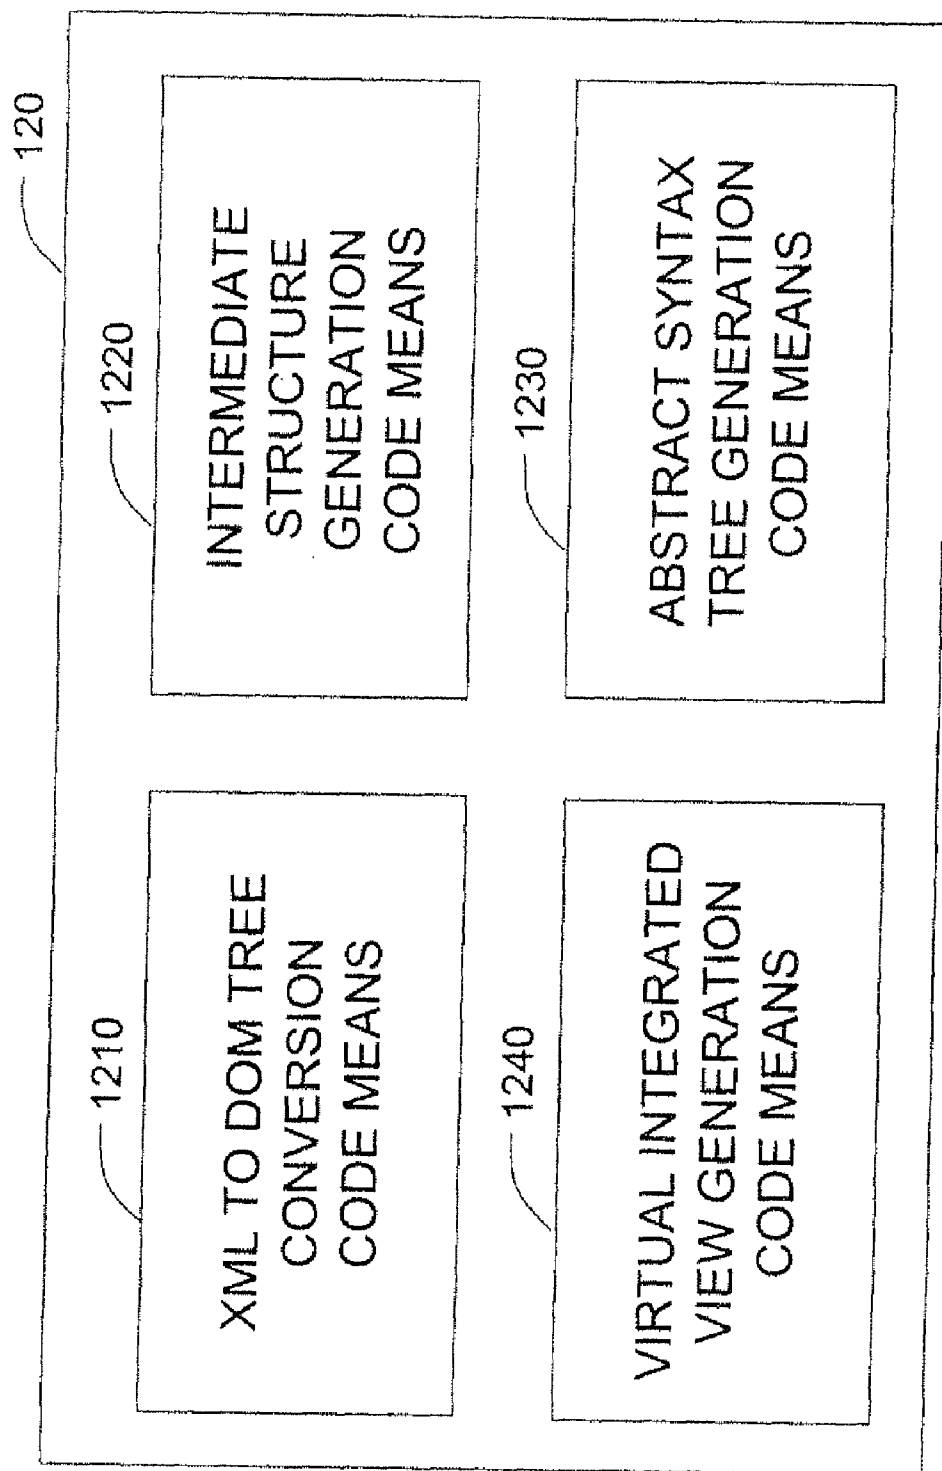 120
1210
XML TO DOM TREE
CONVERSION
CODE MEANS
1220
INTERMEDIATE
STRUCTURE
GENERATION
CODE MEANS
1240
VIRTUAL INTEGRATED
VIEW GENERATION
CODE MEANS
1230
ABSTRACT SYNTAX
TREE GENERATION
CODE MEANS